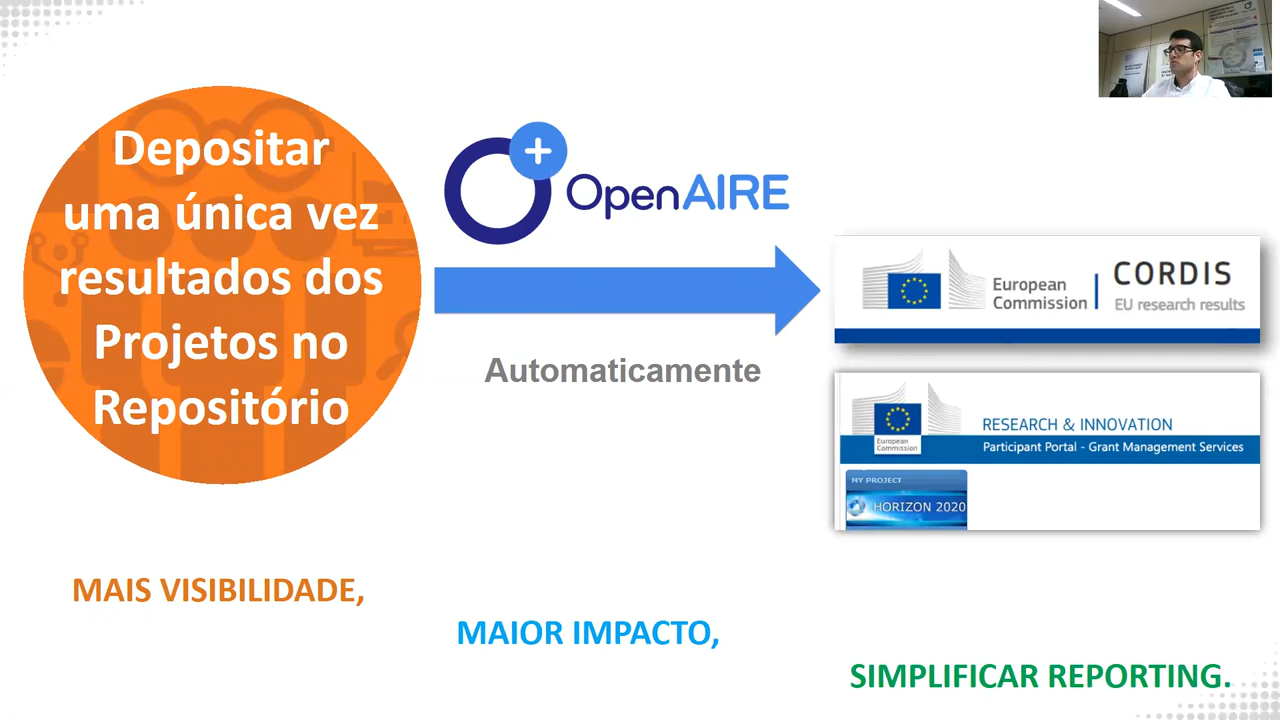 Depositar
uma única vez
resultados dos
Projetos no
Repositório
OpenAIRE
Automaticamente
European
Commission
CORDIS
EU research results
European
Commission
RESEARCH & INNOVATION
Participant Portal - Grant Management Services
MY PROJECT
HORIZON 2020
MAIS VISIBILIDADE,
MAIOR IMPACTO,
SIMPLIFICAR REPORTING.